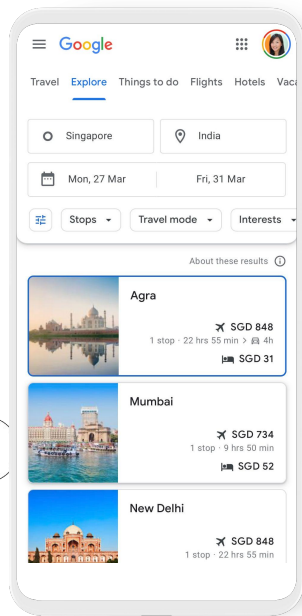 Google
Travel Explore Things to do Flights Hotels Vaca
Singapore India
Mon, 27 Mar Fri, 31 Mar
Stops Travel mode Interests
About these results
Agra
SGD 848
1 stop · 22 hrs 55 min > 4h
SGD 31
Mumbai
SGD 734
1 stop · 9 hrs 50 min
SGD 52
New Delhi
SGD 848
1 stop · 22 hrs 55 min